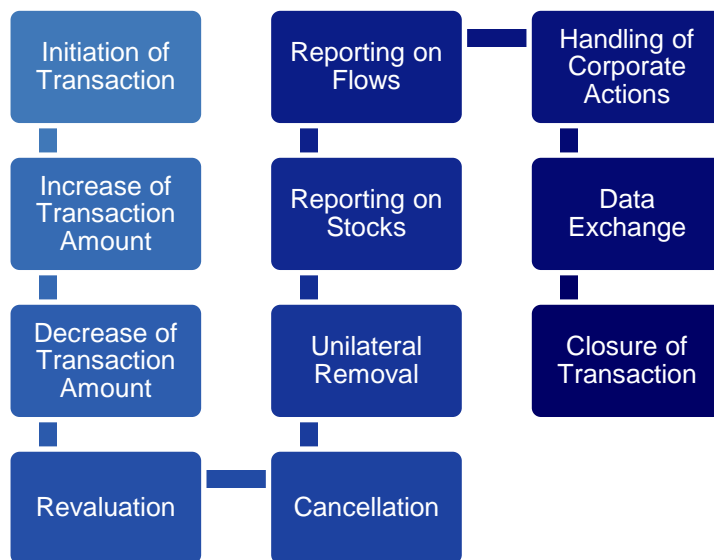 Initiation of
Transaction
Increase of
Transaction
Amount
Decrease of
Transaction
Amount
Revaluation
Cancellation
Unilateral
Removal
Reporting on
Stocks
Reporting on
Flows
Handling of
Corporate
Actions
Data
Exchange
Closure of
Transaction